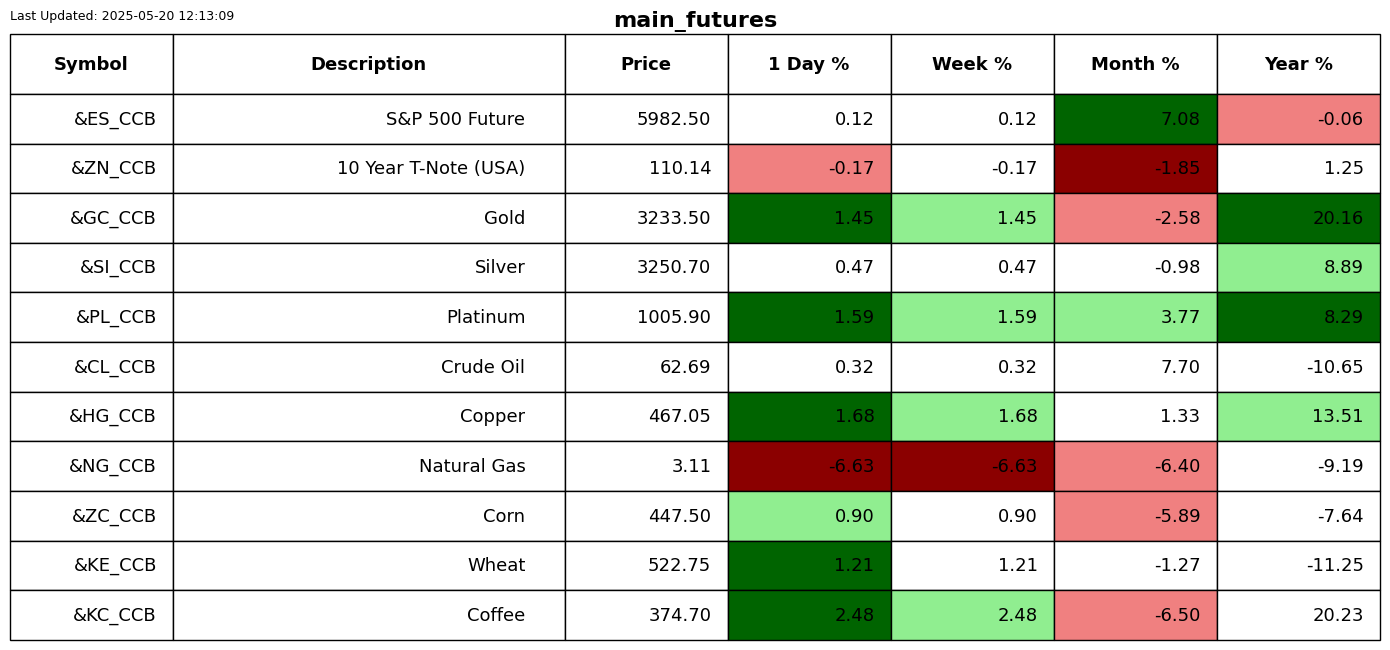 Last Updated: 2025-05-20 12:13:09
main_futures
Symbol Description Price 1 Day % Week % Month % Year %
&ES_CCB S&P 500 Future 5982.50 0.12 0.12 7.08 -0.06
&ZN_CCB 10 Year T-Note (USA) 110.14 -0.17 -0.17 -1.85 1.25
&GC_CCB Gold 3233.50 1.45 1.45 -2.58 20.16
&SI_CCB Silver 3250.70 0.47 0.47 -0.98 8.89
&PL_CCB Platinum 1005.90 1.59 1.59 3.77 8.29
&CL_CCB Crude Oil 62.69 0.32 0.32 7.70 -10.65
&HG_CCB Copper 467.05 1.68 1.68 1.33 13.51
&NG_CCB Natural Gas 3.11 -6.63 -6.63 -6.40 -9.19
&ZC_CCB Corn 447.50 0.90 0.90 -5.89 -7.64
&KE_CCB Wheat 522.75 1.21 1.21 -1.27 -11.25
&KC_CCB Coffee 374.70 2.48 2.48 -6.50 20.23